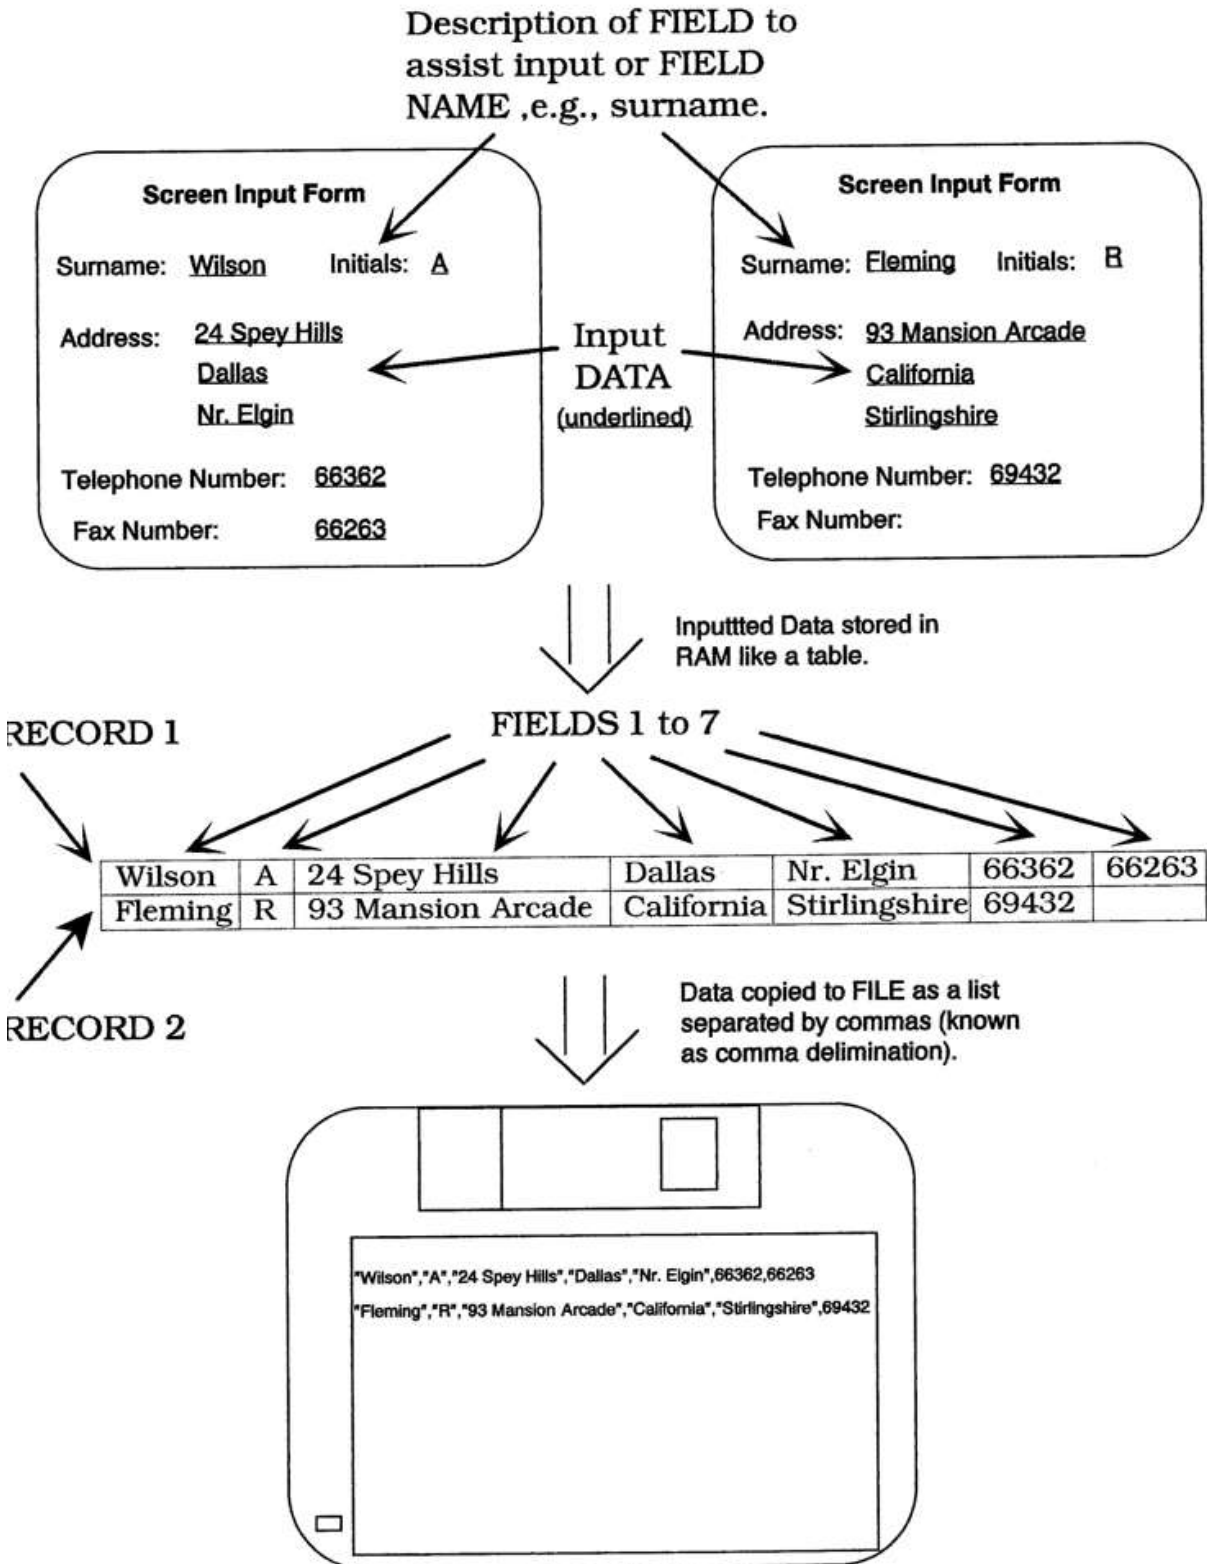 Description of FIELD to
assist input or FIELD
NAME ,e.g., surname.
Screen Input Form
Surname: Wilson Initials: A
Address: 24 Spey Hills
Dallas
Nr. Elgin
Telephone Number: 66362
Fax Number: 66263
Input
DATA
(underlined)
Screen Input Form
Surname: Fleming Initials: R
Address: 93 Mansion Arcade
California
Stirlingshire
Telephone Number: 69432
Fax Number:
Inputtted Data stored in
RAM like a table.
RECORD 1
FIELDS 1 to 7
Wilson A 24 Spey Hills Dallas Nr. Elgin 66362 66263
Fleming R 93 Mansion Arcade California Stirlingshire 69432
RECORD 2
Data copied to FILE as a list
separated by commas (known
as comma delimination).
"Wilson","A","24 Spey Hills","Dallas","Nr. Elgin",66362,66263
"Fleming","R","93 Mansion Arcade","California","Stirlingshire",69432